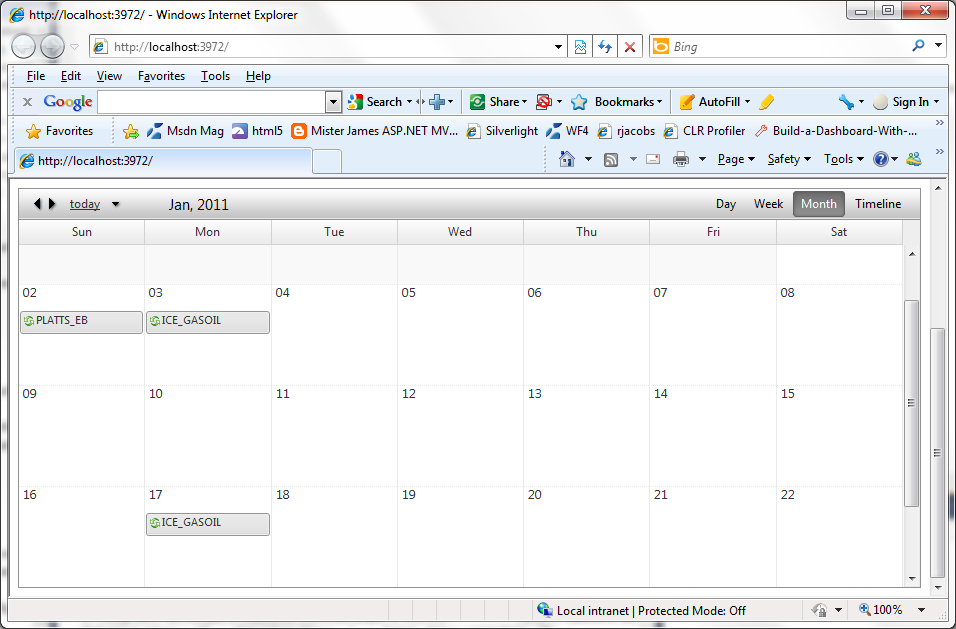 http://localhost:3972/ - Windows Internet Explorer
http://localhost:3972/
Bing
File Edit View Favorites Tools Help
x Google Search Share Bookmarks AutoFill Sign In
Favorites Msdn Mag html5 Mister James ASP.NET MV... Silverlight WF4 rjacobs CLR Profiler Build-a-Dashboard-With-...
http://localhost:3972/ Page Safety Tools
today Jan, 2011 Day Week Month Timeline
Sun Mon Tue Wed Thu Fri Sat
02 03 04 05 06 07 08
PLATTS_EB ICE_GASOIL
09 10 11 12 13 14 15
16 17 18 19 20 21 22
ICE_GASOIL
Local intranet | Protected Mode: Off 100%